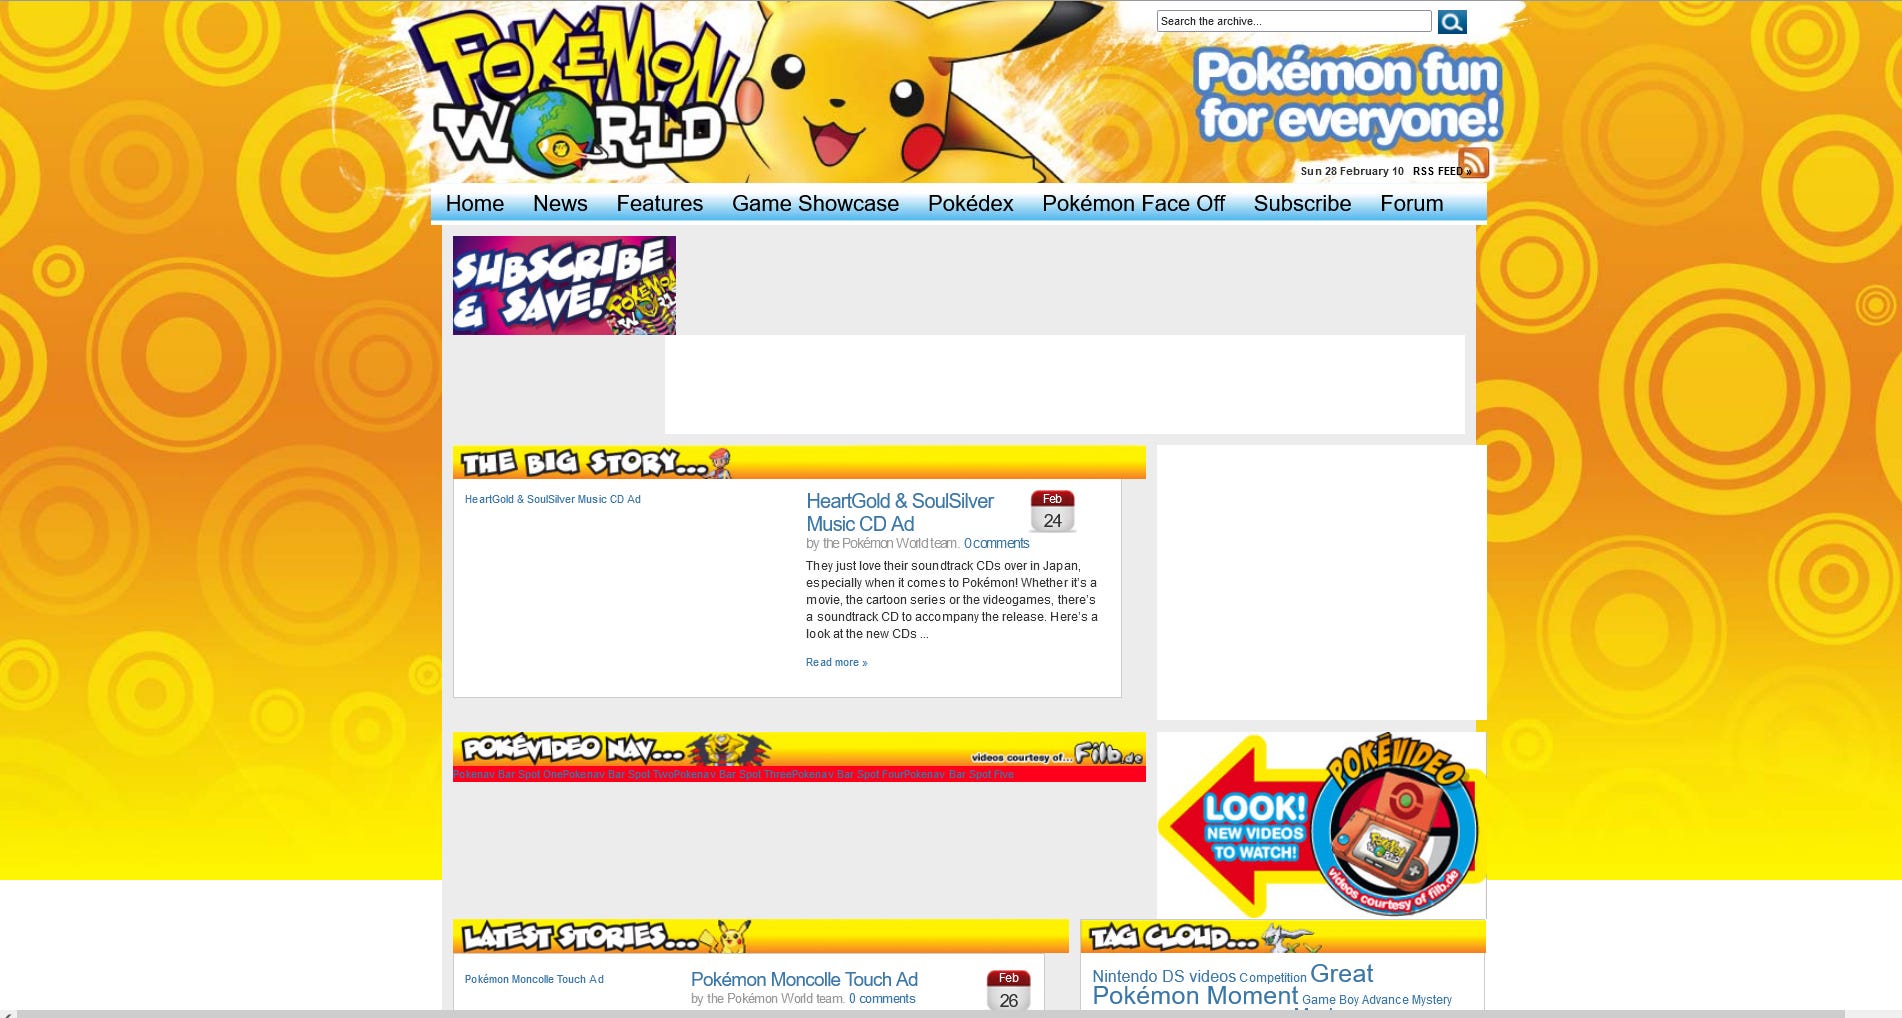 POKÉMON
WORLD
Search the archive...
Pokémon fun
for everyone!
Sun 28 February 10 RSS FEED »
Home News Features Game Showcase Pokédex Pokémon Face Off Subscribe Forum
SUBSCRIBE
& SAVE!
POKÉMON
THE BIG STORY...
HeartGold & SoulSilver Music CD Ad
HeartGold & SoulSilver
Music CD Ad
Feb
24
by the Pokémon World team. 0 comments
They just love their soundtrack CDs over in Japan,
especially when it comes to Pokémon! Whether it's a
movie, the cartoon series or the videogames, there's
a soundtrack CD to accompany the release. Here's a
look at the new CDs ...
Read more »
POKÉVIDEO NAV... videos courtesy of... Filb.de
Pokenav Bar Spot OnePokenav Bar Spot TwoPokenav Bar Spot ThreePokenav Bar Spot FourPokenav Bar Spot Five
POKÉVIDEO
LOOK!
NEW VIDEOS
TO WATCH!
POKÉMON
WORLD
videos courtesy of filb.de
LATEST STORIES...
Pokémon Moncolle Touch Ad
Pokémon Moncolle Touch Ad
Feb
26
by the Pokémon World team. 0 comments
TAG CLOUD...
Nintendo DS videos Competition Great
Pokémon Moment Game Boy Advance Mystery